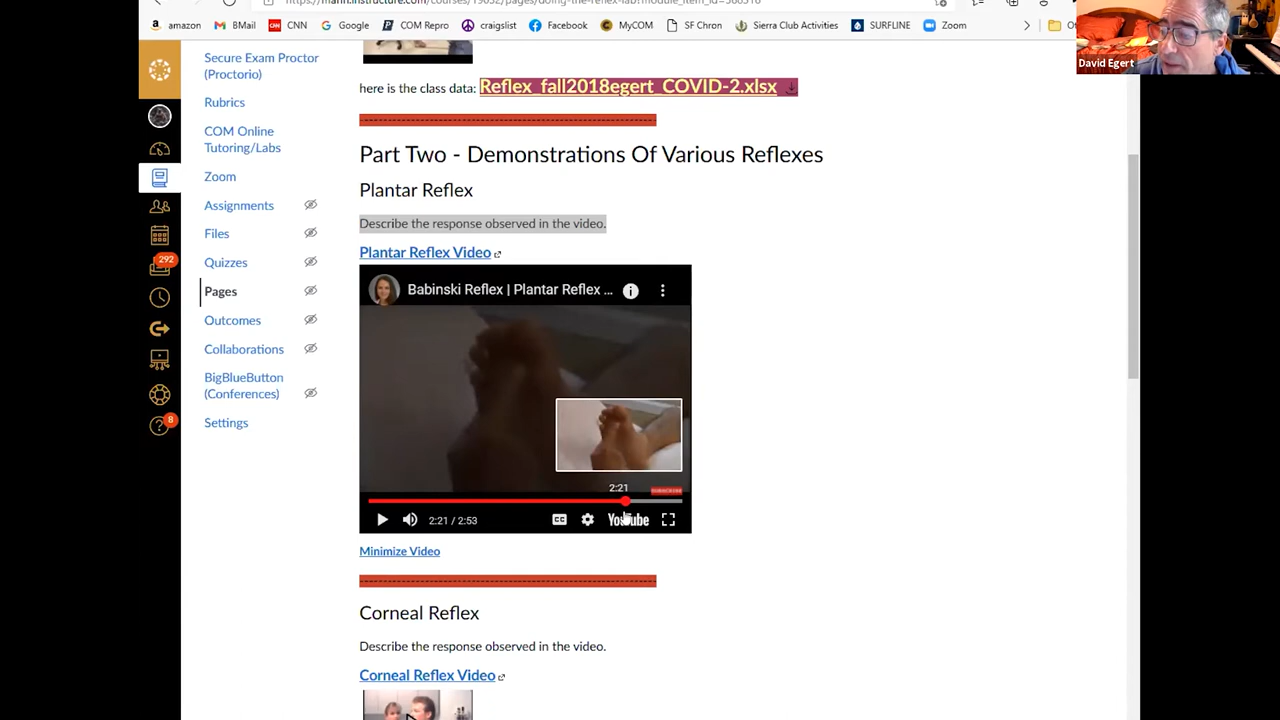 amazon
BMail
CNN
Google
COM Repro
craigslist
Facebook
MyCOM
SF Chron
Sierra Club Activities
SURFLINE
Zoom
David Egert
Secure Exam Proctor
(Proctorio)
Rubrics
COM Online
Tutoring/Labs
Zoom
Assignments
Files
Quizzes
Pages
Outcomes
Collaborations
BigBlueButton
(Conferences)
Settings
292
8
here is the class data: Reflex_fall2018egert_COVID-2.xlsx
-----------------------------------------------------------
Part Two - Demonstrations Of Various Reflexes
Plantar Reflex
Describe the response observed in the video.
Plantar Reflex Video
Babinski Reflex | Plantar Reflex ...
2:21
SUBSCRIBE
2:21 / 2:53
CC
YouTube
Minimize Video
-----------------------------------------------------------
Corneal Reflex
Describe the response observed in the video.
Corneal Reflex Video